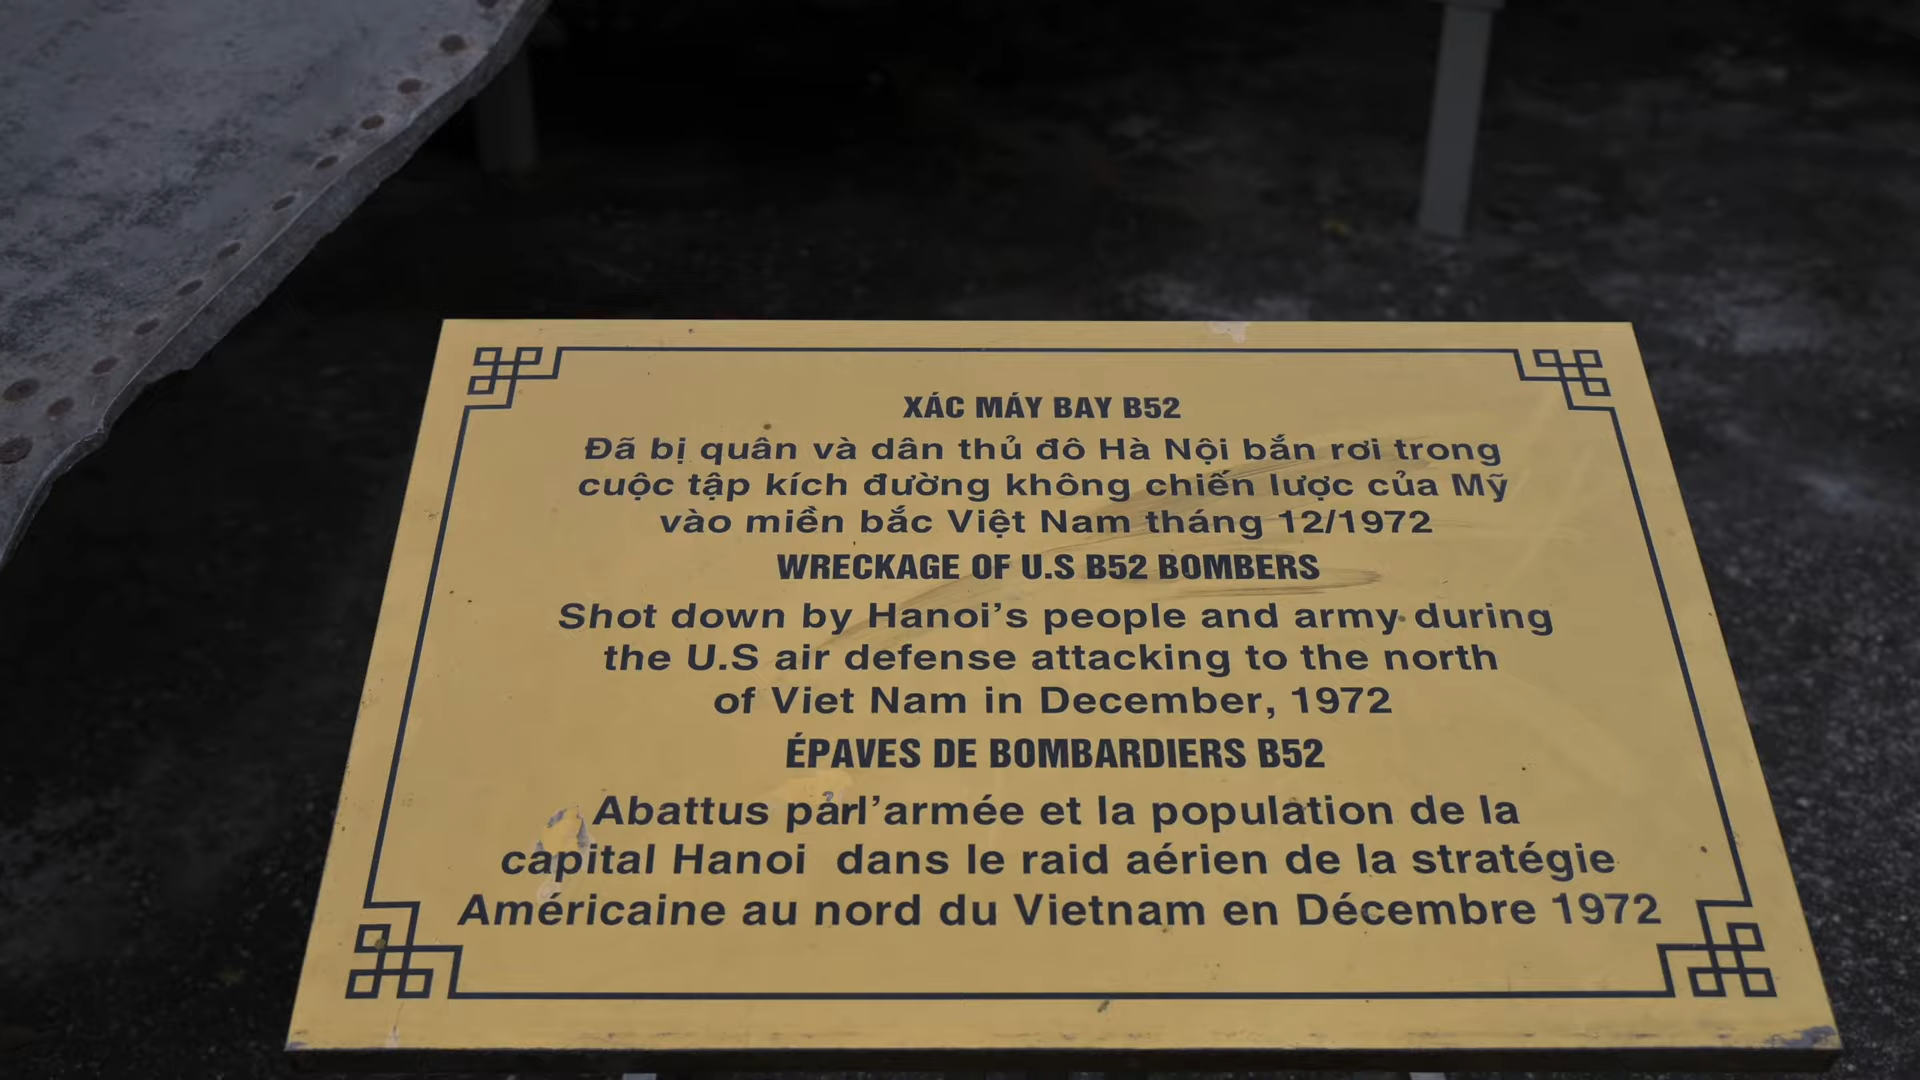 XÁC MÁY BAY B52
Đã bị quân và dân thủ đô Hà Nội bắn rơi trong
cuộc tập kích đường không chiến lược của Mỹ
vào miền bắc Việt Nam tháng 12/1972
WRECKAGE OF U.S B52 BOMBERS
Shot down by Hanoi’s people and army during
the U.S air defense attacking to the north
of Viet Nam in December, 1972
ÉPAVES DE BOMBARDIERS B52
Abattus parl’armée et la population de la
capital Hanoi dans le raid aérien de la stratégie
Américaine au nord du Vietnam en Décembre 1972